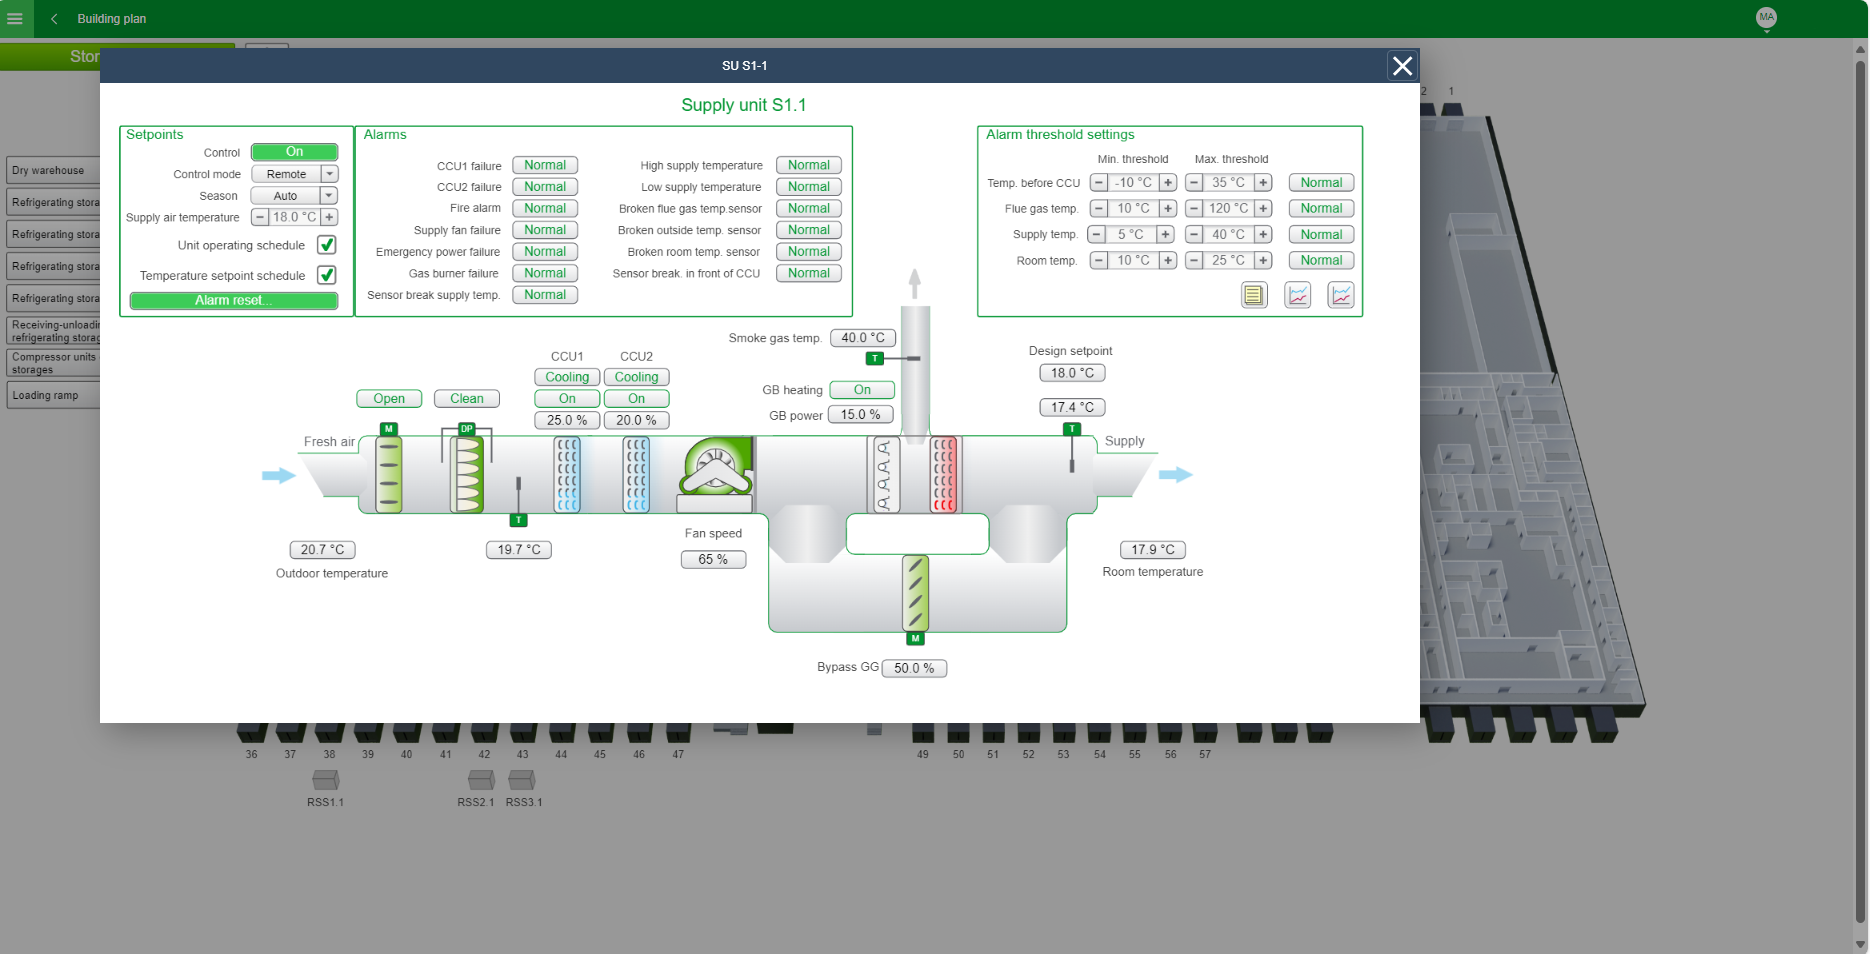 Building plan
MA
Stor
SU S1-1
Supply unit S1.1
Setpoints
Control On
Control mode Remote
Season Auto
Supply air temperature − 18.0 °C +
Unit operating schedule
Temperature setpoint schedule
Alarm reset...
Alarms
CCU1 failure Normal
CCU2 failure Normal
Fire alarm Normal
Supply fan failure Normal
Emergency power failure Normal
Gas burner failure Normal
Sensor break supply temp. Normal
High supply temperature Normal
Low supply temperature Normal
Broken flue gas temp.sensor Normal
Broken outside temp. sensor Normal
Broken room temp. sensor Normal
Sensor break. in front of CCU Normal
Alarm threshold settings
Min. threshold Max. threshold
Temp. before CCU − -10 °C + − 35 °C + Normal
Flue gas temp. − 10 °C + − 120 °C + Normal
Supply temp. − 5 °C + − 40 °C + Normal
Room temp. − 10 °C + − 25 °C + Normal
2 1
Dry warehouse
Refrigerating stora
Refrigerating stora
Refrigerating stora
Refrigerating stora
Receiving-unloadin
refrigerating storag
Compressor units
storages
Loading ramp
Smoke gas temp. 40.0 °C
T
GB heating On
GB power 15.0 %
Design setpoint
18.0 °C
17.4 °C
T
CCU1 CCU2
Cooling Cooling
On On
25.0 % 20.0 %
Open Clean
M DP
Fresh air
Supply
T
20.7 °C
Outdoor temperature
19.7 °C
Fan speed
65 %
17.9 °C
Room temperature
M
Bypass GG 50.0 %
36 37 38 39 40 41 42 43 44 45 46 47 49 50 51 52 53 54 55 56 57
RSS1.1 RSS2.1 RSS3.1